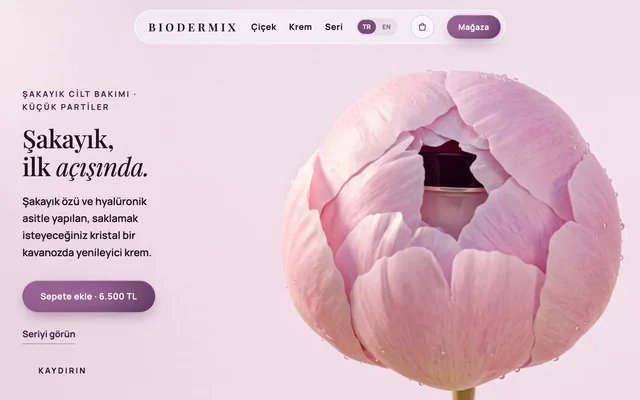 BIODERMIX Çiçek Krem Seri TR EN Mağaza
ŞAKAYIK CİLT BAKIMI ·
KÜÇÜK PARTİLER
Şakayık,
ilk açışında.
Şakayık özü ve hyalüronik
asitle yapılan, saklamak
isteyeceğiniz kristal bir
kavanozda yenileyici krem.
Sepete ekle · 6.500 TL
Seriyi görün
KAYDIRIN